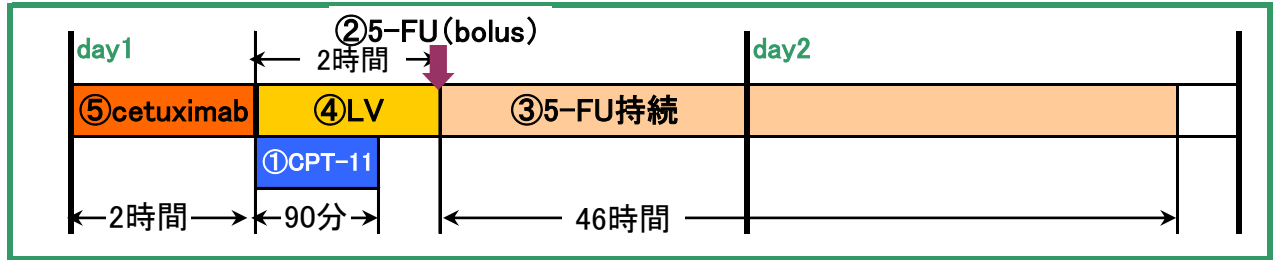 ②5-FU(bolus)
day1
2時間
day2
⑤cetuximab
④LV
③5-FU持続
①CPT-11
2時間
90分
46時間